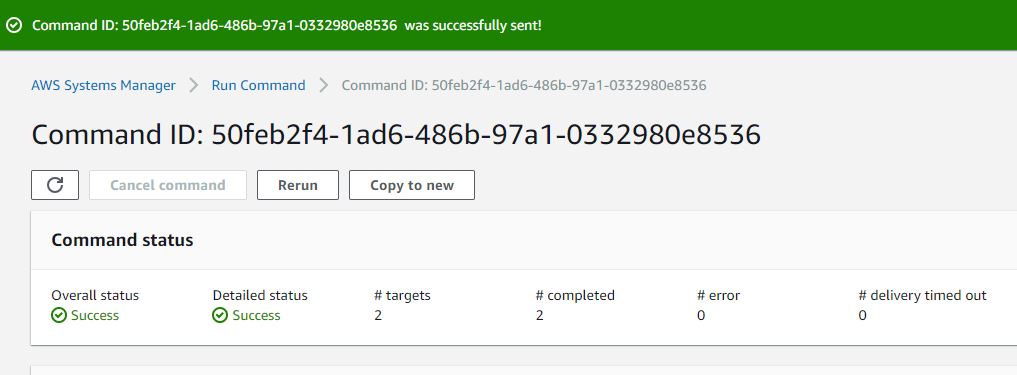 Command ID: 50feb2f4-1ad6-486b-97a1-0332980e8536 was successfully sent!
AWS Systems Manager > Run Command > Command ID: 50feb2f4-1ad6-486b-97a1-0332980e8536
Command ID: 50feb2f4-1ad6-486b-97a1-0332980e8536
Cancel command Rerun Copy to new
Command status
Overall status Detailed status # targets # completed # error # delivery timed out
Success Success 2 2 0 0